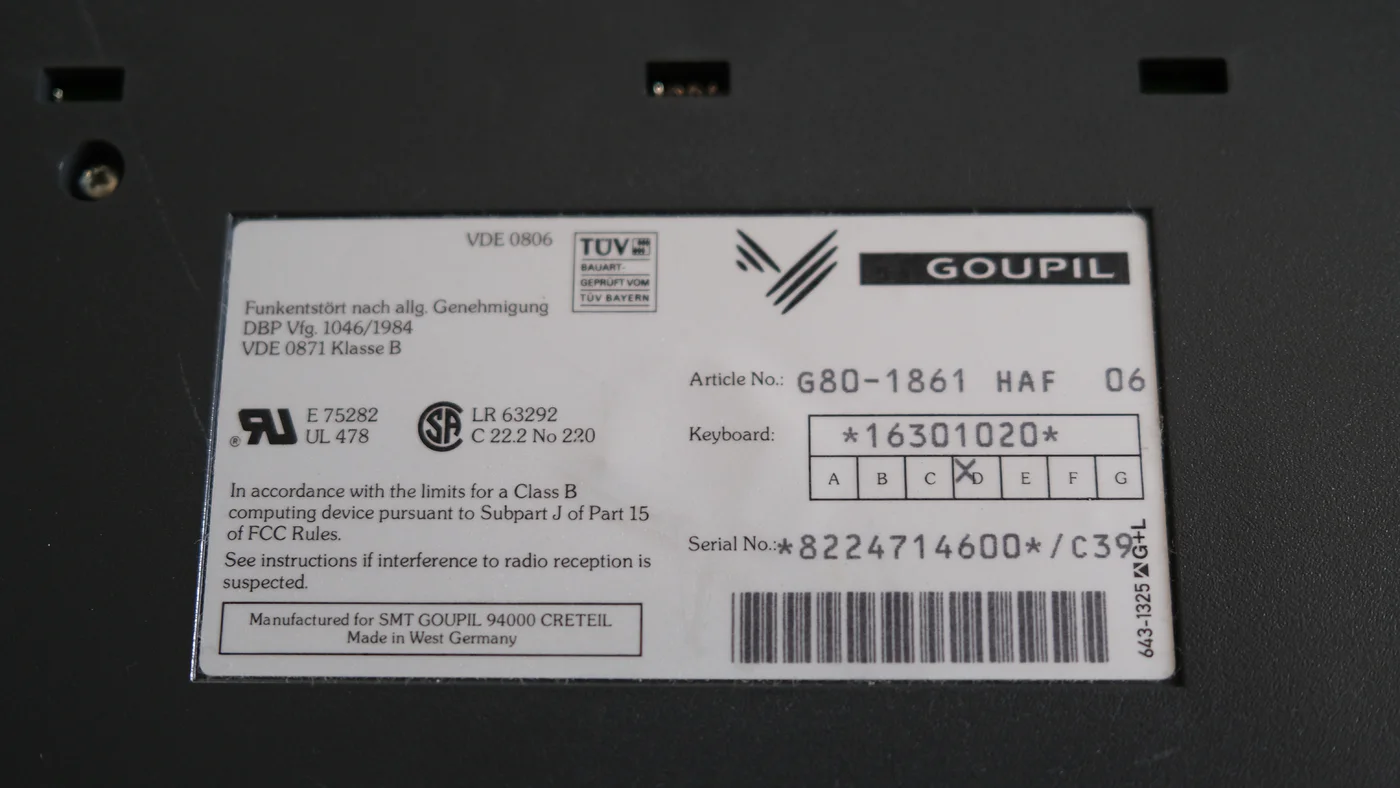 VDE 0806
TÜV
BAUART-
GEPRÜFT VOM
TÜV BAYERN
GOUPIL
Funkentstört nach allg. Genehmigung
DBP Vfg. 1046/1984
VDE 0871 Klasse B
Article No.: G80-1861 HAF 06
Keyboard: *16301020*
A B C D E F G
® RU E 75282
UL 478
SA LR 63292
C 22.2 No 220
In accordance with the limits for a Class B
computing device pursuant to Subpart J of Part 15
of FCC Rules.
See instructions if interference to radio reception is
suspected.
Serial No.: *8224714600*/C39
643-1325 G+L
Manufactured for SMT GOUPIL 94000 CRETEIL
Made in West Germany